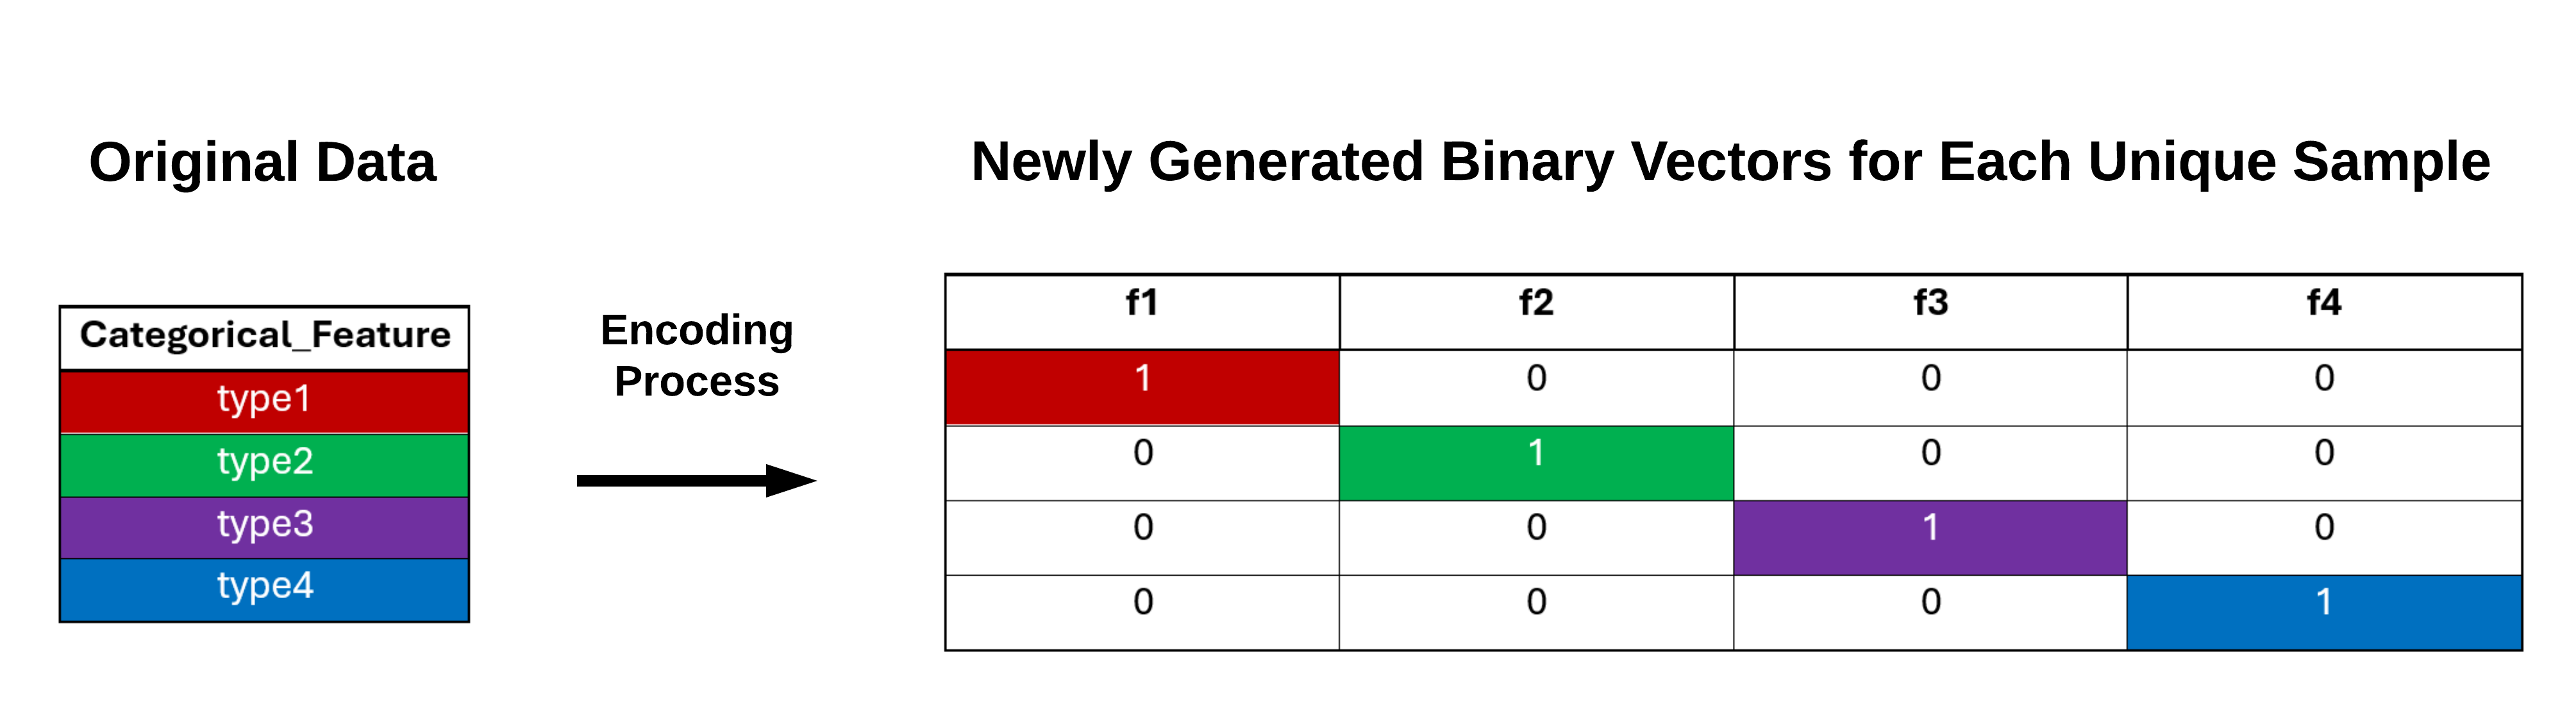 Original Data
Newly Generated Binary Vectors for Each Unique Sample
Categorical_Feature
type1
type2
type3
type4
Encoding
Process
f1 f2 f3 f4
1 0 0 0
0 1 0 0
0 0 1 0
0 0 0 1